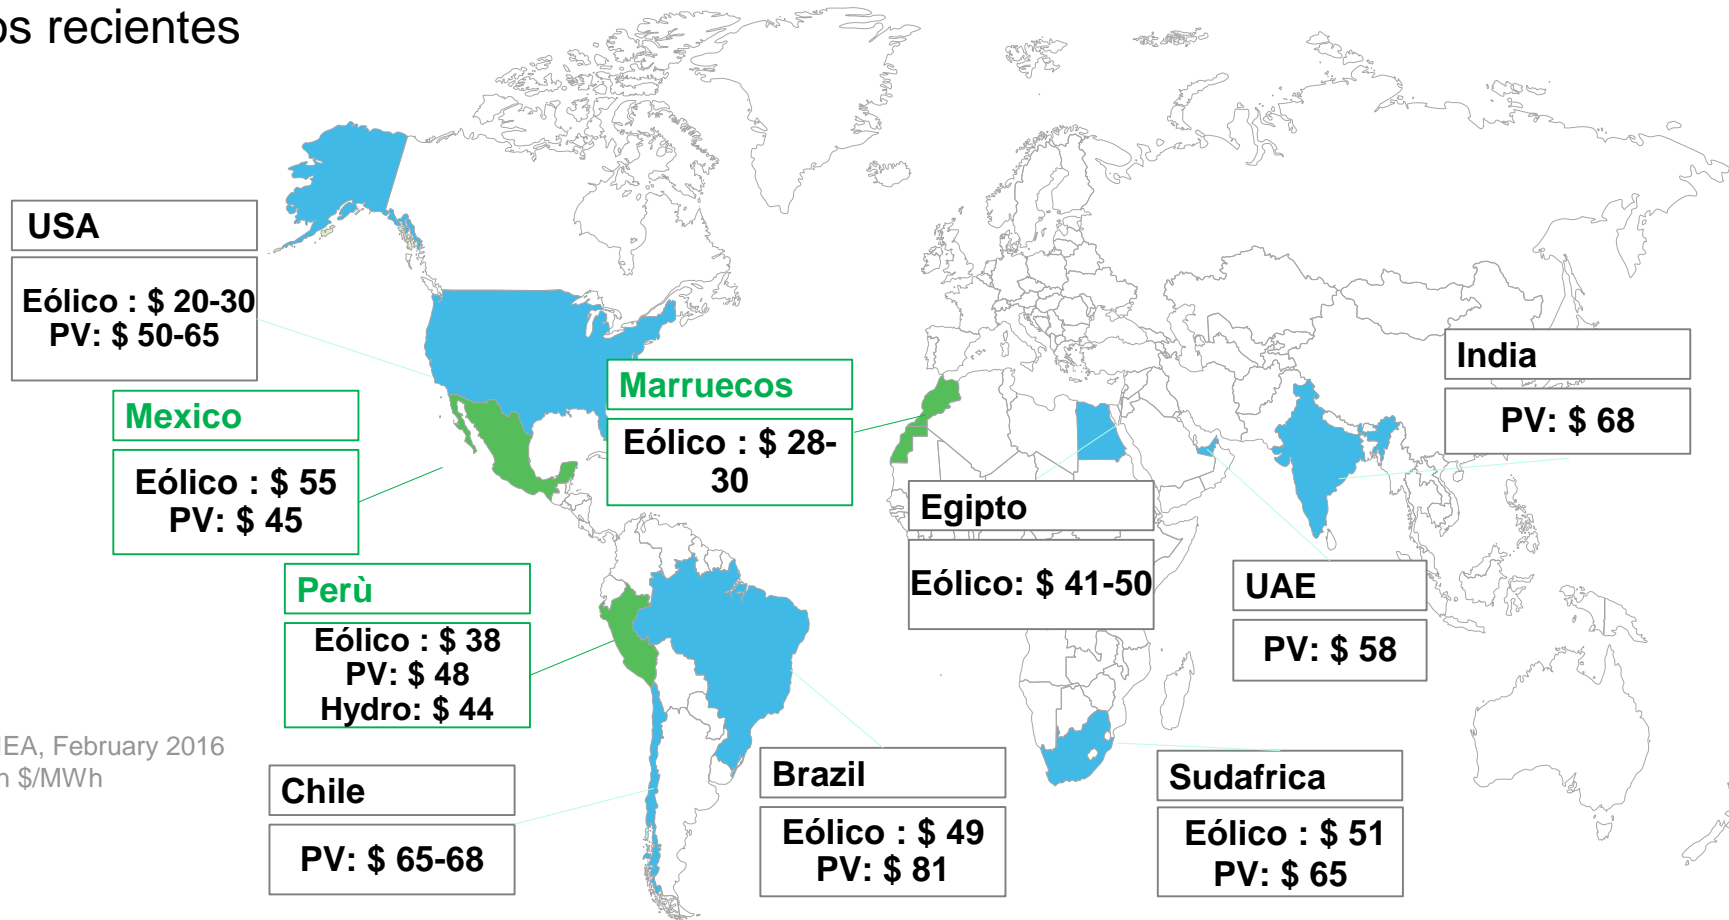 os recientes
USA
Eólico : $ 20-30
PV: $ 50-65
Mexico
Eólico : $ 55
PV: $ 45
Marruecos
Eólico : $ 28-
30
India
PV: $ 68
Egipto
Eólico: $ 41-50
UAE
PV: $ 58
Perù
Eólico : $ 38
PV: $ 48
Hydro: $ 44
IEA, February 2016
n $/MWh
Chile
PV: $ 65-68
Brazil
Eólico : $ 49
PV: $ 81
Sudafrica
Eólico : $ 51
PV: $ 65